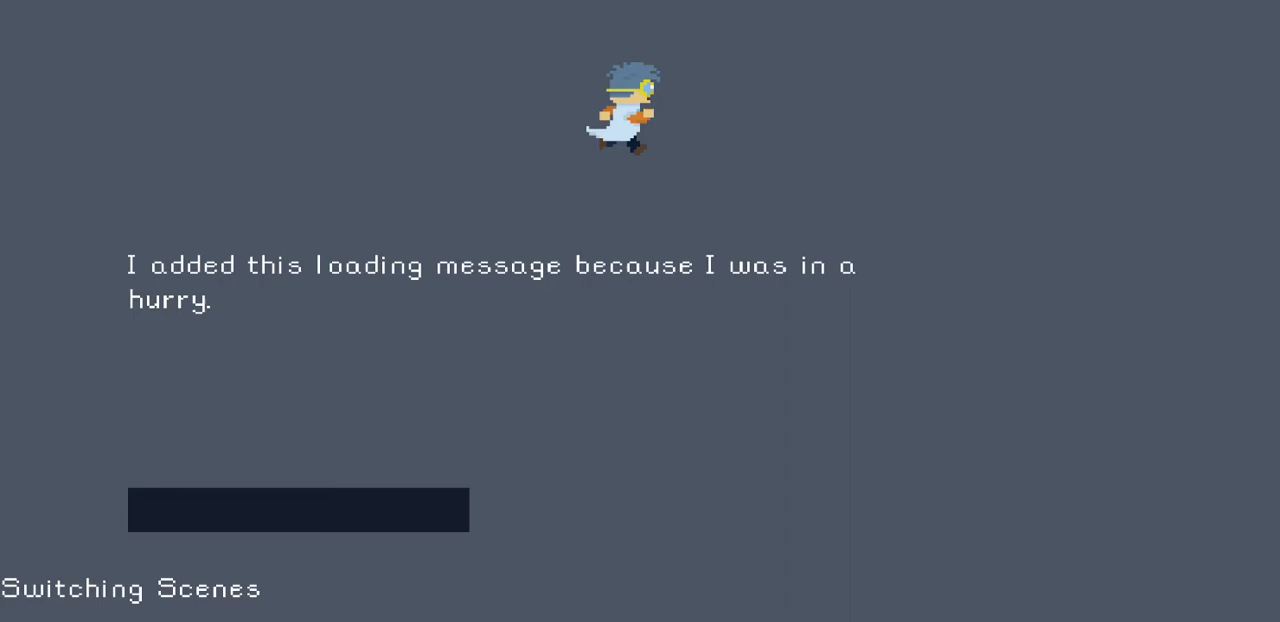 I added this loading message because I was in a
hurry.
Switching Scenes